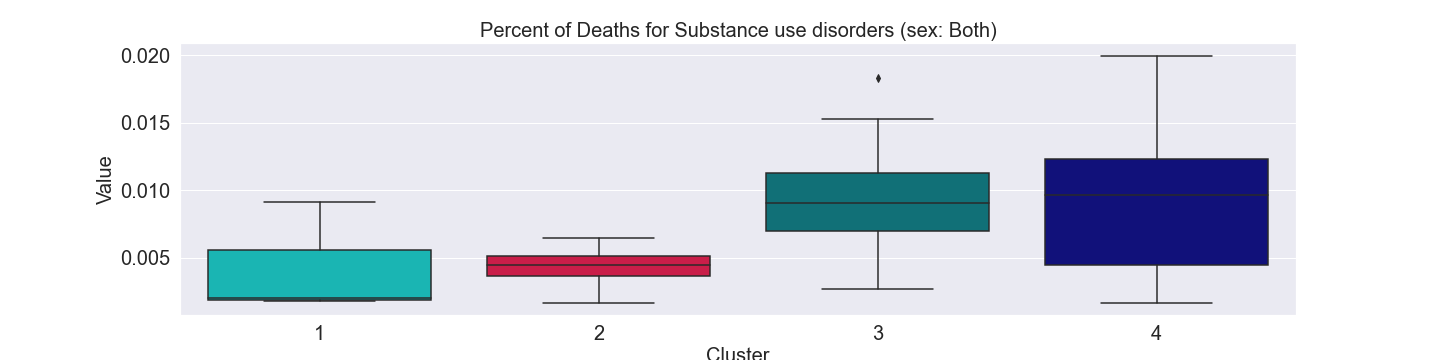 Percent of Deaths for Substance use disorders (sex: Both)
0.020
0.015
0.010
0.005
Value
1 2 3 4
Cluster